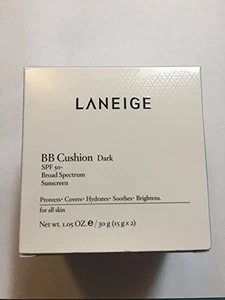 LANEIGE
BB Cushion Dark
SPF 50-
Broad Spectrum
Sunscreen
Protects· Covers· Hydrates· Soothes· Brightens.
for all skin
Net wt. 1.05 OZ. e / 30 g (15 g x 2)